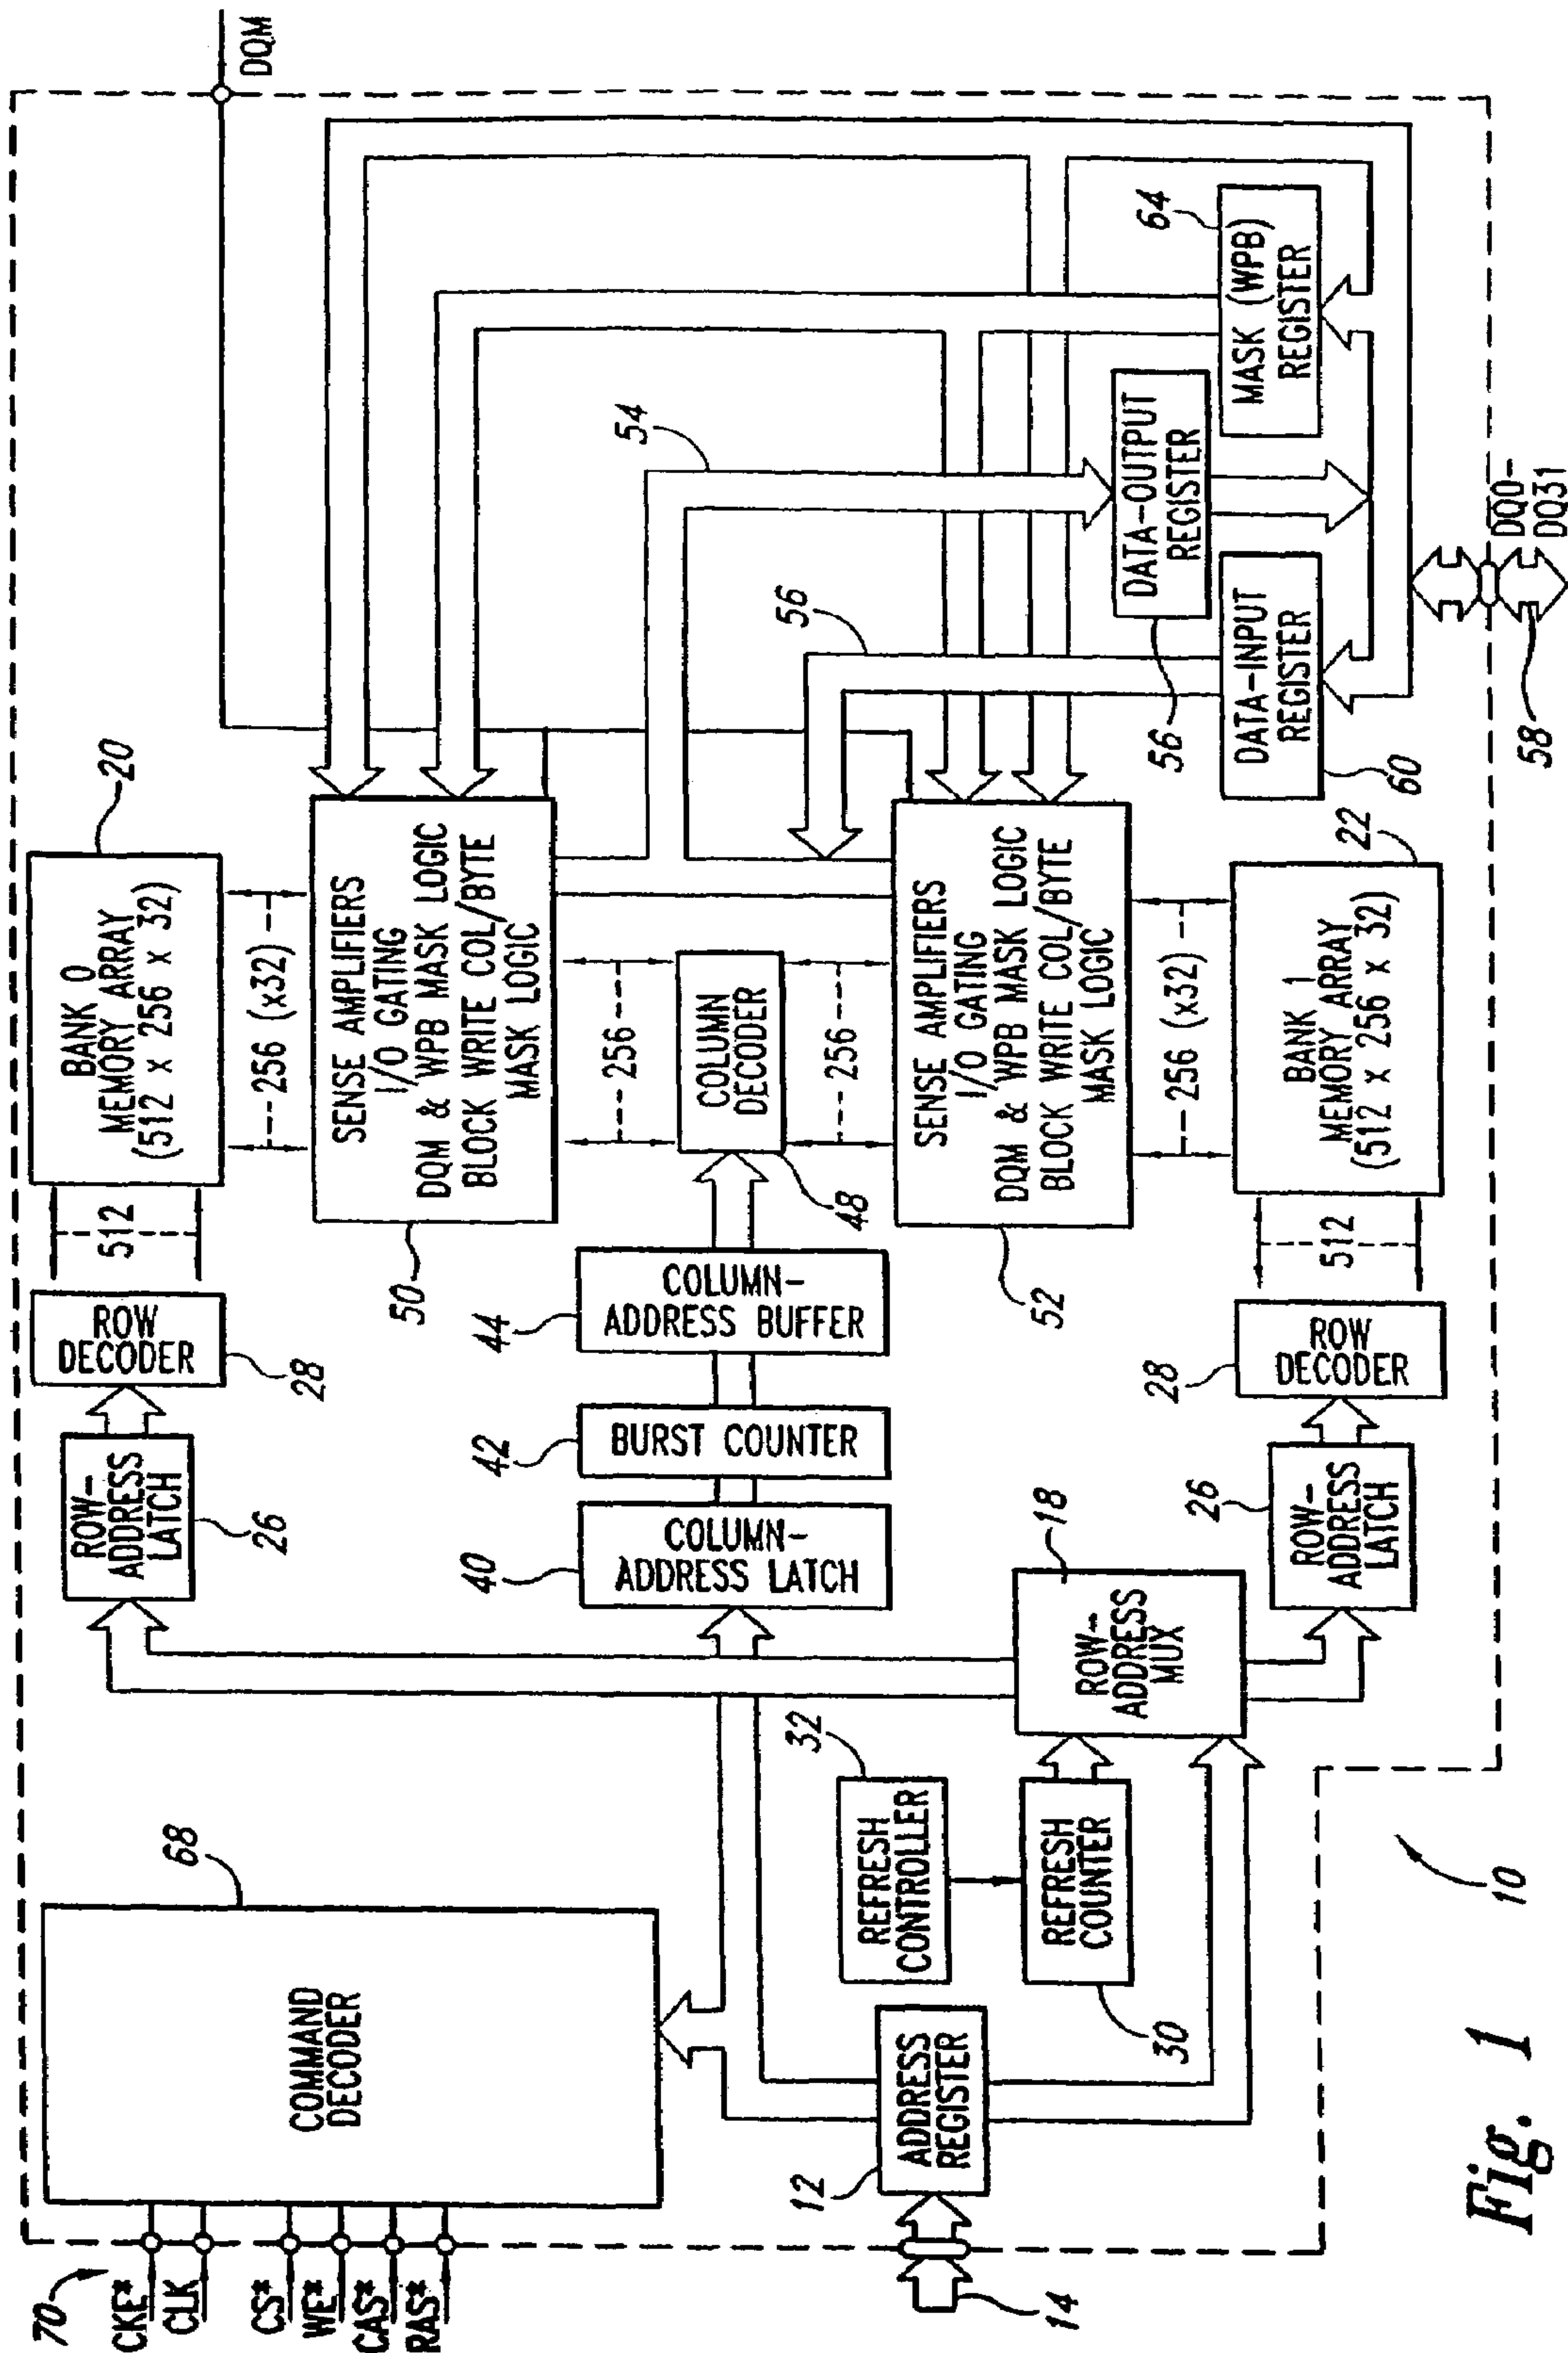 70
CKE*
CLK
CS*
WE*
CAS*
RAS*
COMMAND
DECODER
68
ROW-
ADDRESS
LATCH
26
ROW
DECODER
28
512
BANK 0
MEMORY ARRAY
(512 x 256 x 32)
20
256 (x32)
DQM
SENSE AMPLIFIERS
I/O GATING
DQM & WPB MASK LOGIC
BLOCK WRITE COL/BYTE
MASK LOGIC
50
256
COLUMN-
ADDRESS LATCH
40
BURST COUNTER
42
COLUMN-
ADDRESS BUFFER
44
COLUMN
DECODER
48
256
54
56
SENSE AMPLIFIERS
I/O GATING
DQM & WPB MASK LOGIC
BLOCK WRITE COL/BYTE
MASK LOGIC
52
256 (x32)
14
ADDRESS
REGISTER
12
REFRESH
CONTROLLER
32
REFRESH
COUNTER
30
ROW-
ADDRESS
MUX
18
ROW-
ADDRESS
LATCH
26
ROW
DECODER
28
512
BANK 1
MEMORY ARRAY
(512 x 256 x 32)
22
DATA-OUTPUT
REGISTER
56
DATA-INPUT
REGISTER
60
MASK (WPB)
REGISTER
64
DQ0-
DQ31
58
10
Fig. 1